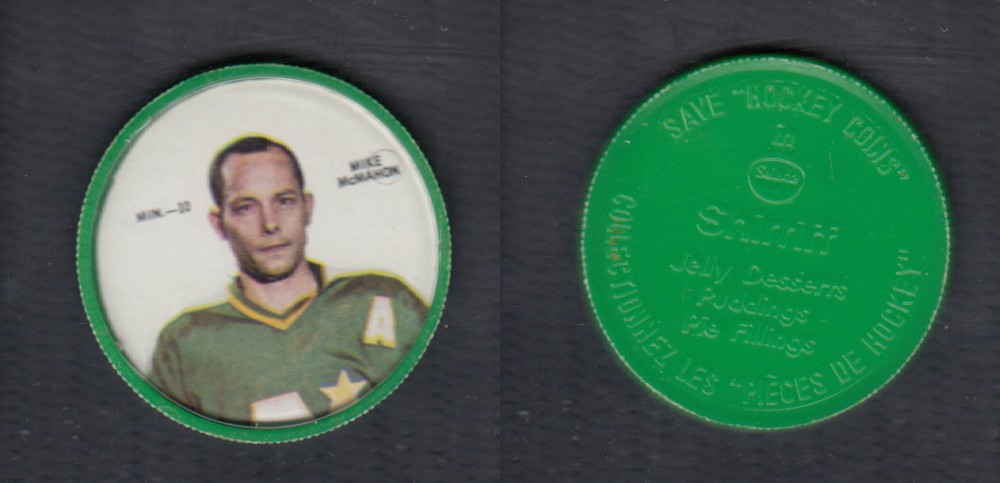 MIKE
McMAHON
MIN.—10
A
SAVE "HOCKEY COINS"
in
Shirriff
Shirriff
Jelly Desserts
& Puddings
Pie Fillings
COLLECTIONNEZ LES "PIÈCES DE HOCKEY"